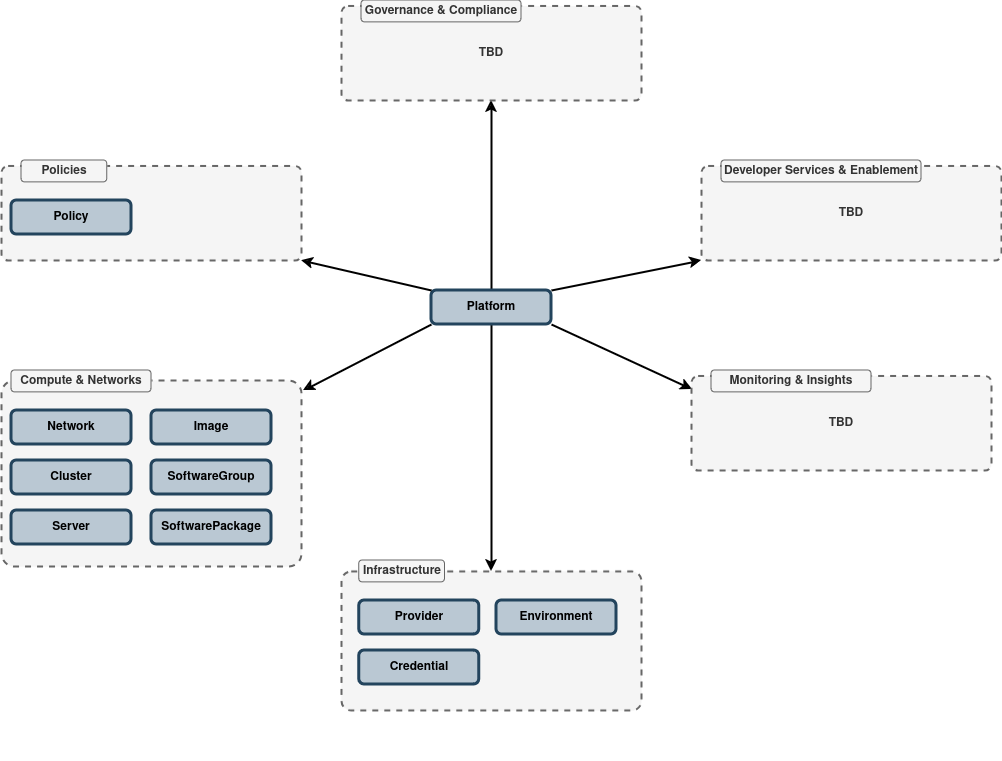 Governance & Compliance
TBD
Policies
Policy
Developer Services & Enablement
TBD
Platform
Compute & Networks
Network
Image
Cluster
SoftwareGroup
Server
SoftwarePackage
Monitoring & Insights
TBD
Infrastructure
Provider
Environment
Credential